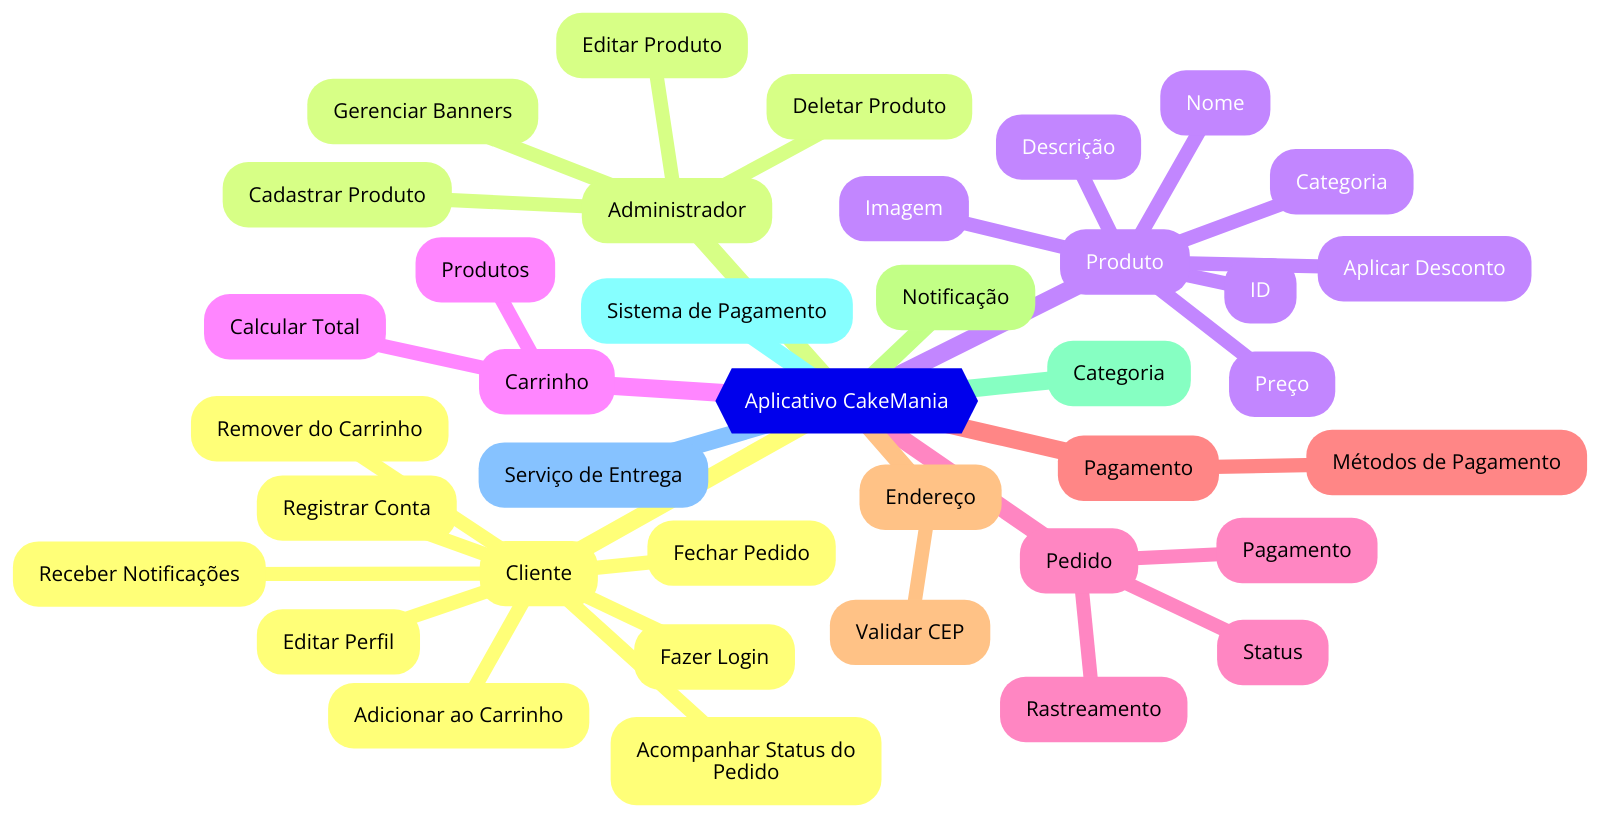 Editar Produto
Gerenciar Banners
Deletar Produto
Cadastrar Produto
Administrador
Nome
Descrição
Categoria
Imagem
Produto
Aplicar Desconto
ID
Preço
Produtos
Calcular Total
Carrinho
Sistema de Pagamento
Notificação
Categoria
Aplicativo CakeMania
Remover do Carrinho
Serviço de Entrega
Registrar Conta
Receber Notificações
Cliente
Fechar Pedido
Editar Perfil
Fazer Login
Adicionar ao Carrinho
Acompanhar Status do
Pedido
Endereço
Validar CEP
Pagamento
Métodos de Pagamento
Pedido
Pagamento
Status
Rastreamento